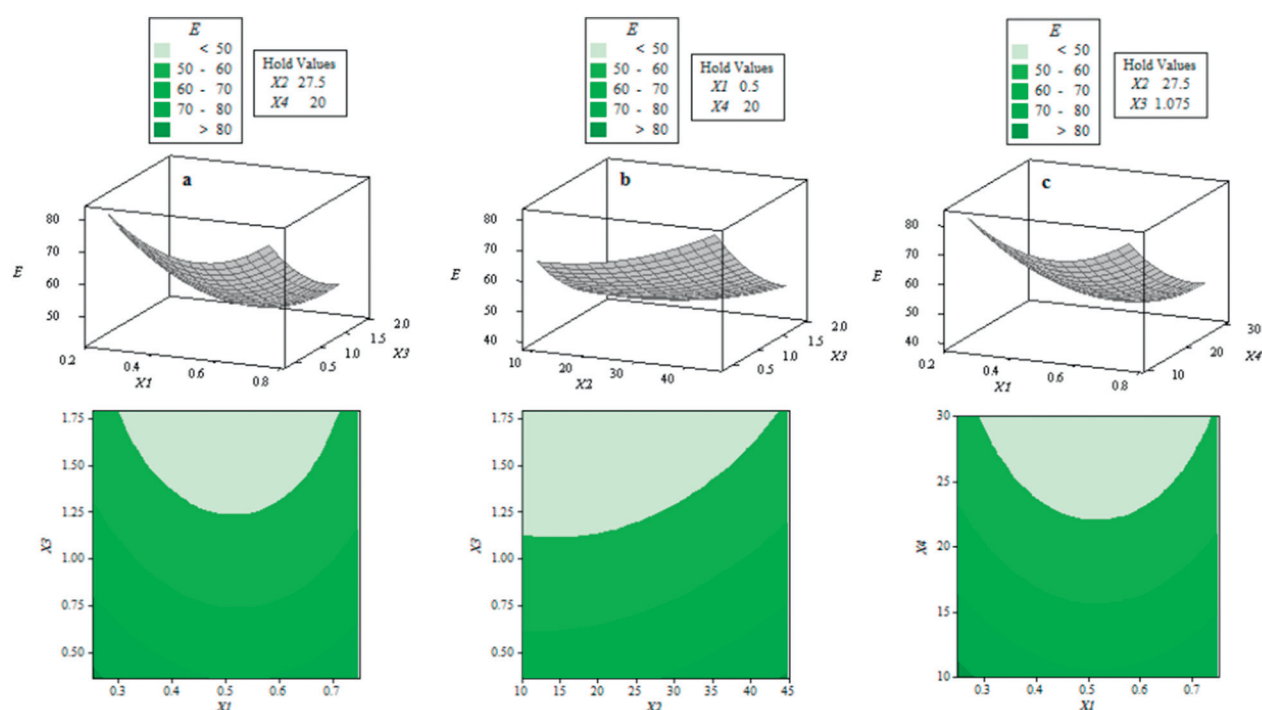 E
< 50
50 - 60
60 - 70
70 - 80
> 80
Hold Values
X2 27.5
X4 20
a
80
70
E
60
50
0.2
0.4
X1
0.6
0.8
0.5
1.0
1.5
2.0
X3
1.75
1.50
1.25
X3
1.00
0.75
0.50
0.3
0.4
0.5
0.6
0.7
X1
E
< 50
50 - 60
60 - 70
70 - 80
> 80
Hold Values
X1 0.5
X4 20
b
80
70
E
60
50
40
10
20
X2
30
40
0.5
1.0
1.5
2.0
X3
1.75
1.50
1.25
X3
1.00
0.75
0.50
10
15
20
25
30
35
40
45
X2
E
< 50
50 - 60
60 - 70
70 - 80
> 80
Hold Values
X2 27.5
X3 1.075
c
80
70
E
60
50
40
0.2
0.4
X1
0.6
0.8
10
20
30
X4
30
25
X4
20
15
10
0.3
0.4
0.5
0.6
0.7
X1